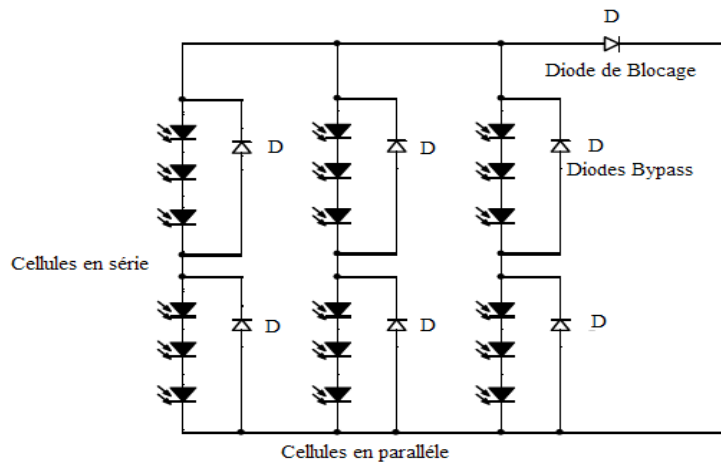 D
Diode de Blocage
D
D
D
Diodes Bypass
Cellules en série
D
D
D
Cellules en paralléle